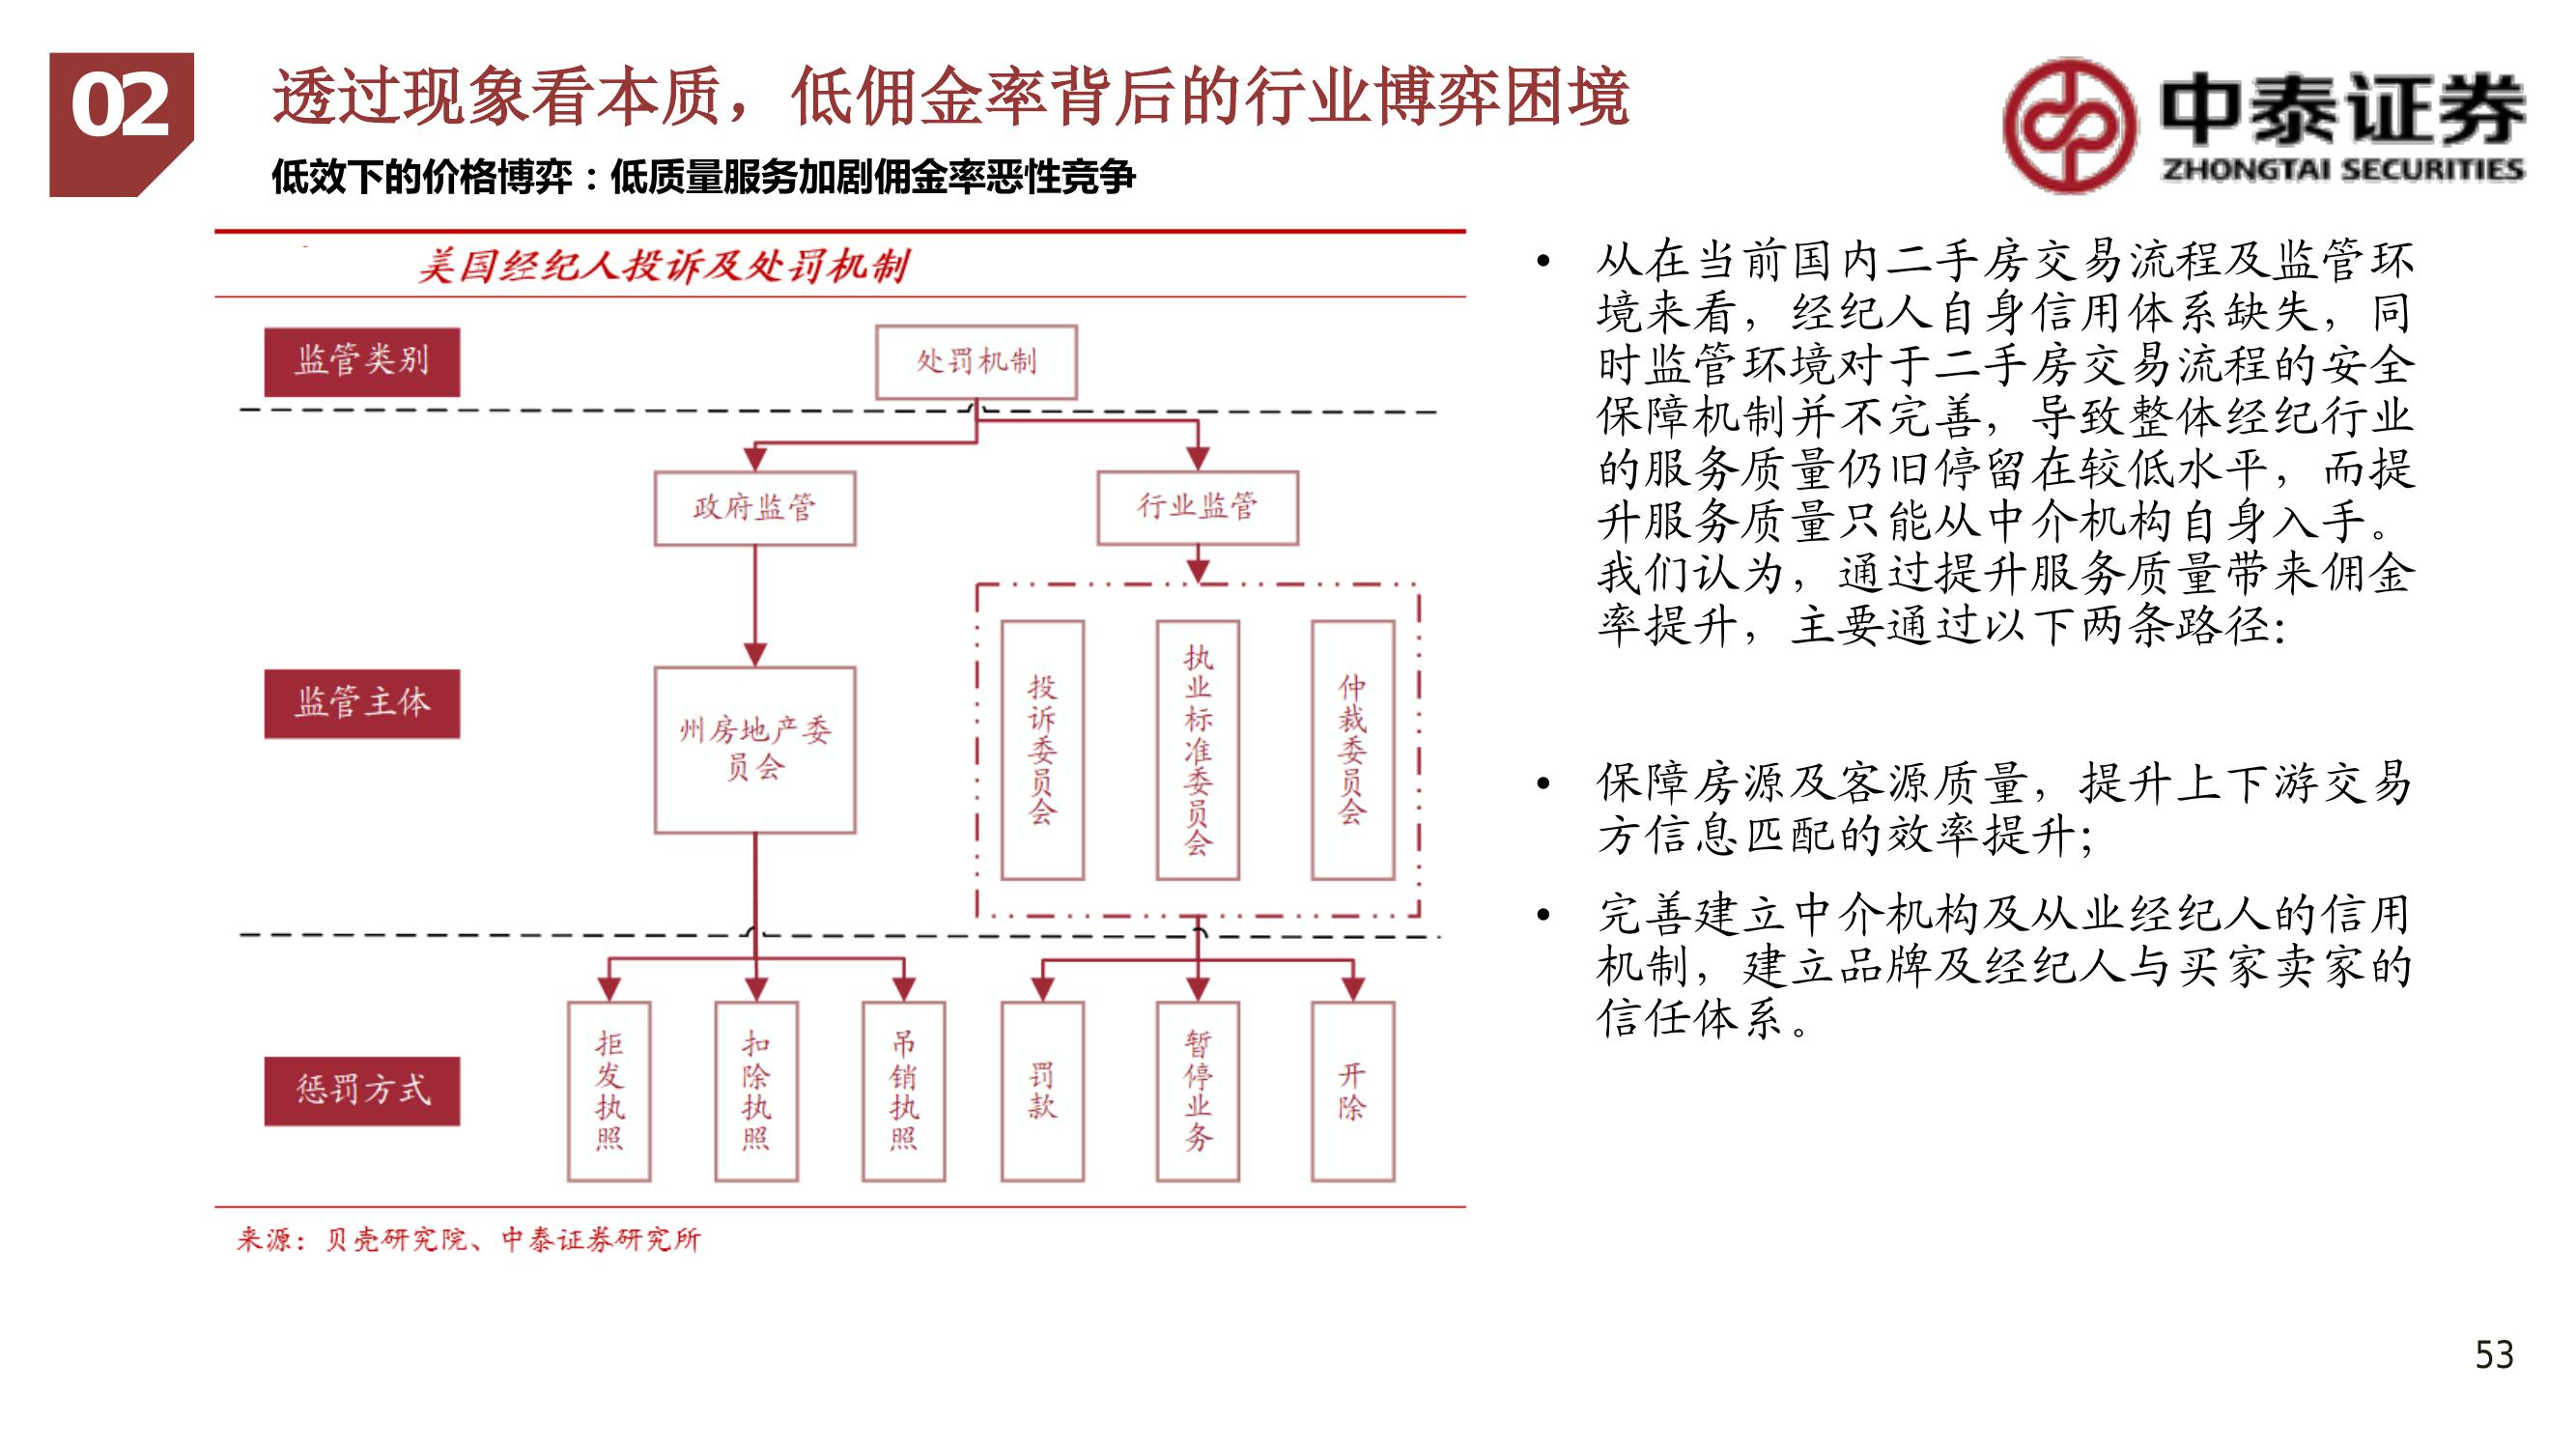 02
透过现象看本质，低佣金率背后的行业博弈困境
低效下的价格博弈：低质量服务加剧佣金率恶性竞争
中泰证券
ZHONGTAI SECURITIES
美国经纪人投诉及处罚机制
监管类别
处罚机制
政府监管
行业监管
监管主体
州房地产委
员会
投诉委员会
执业标准委员会
仲裁委员会
惩罚方式
拒发执照
扣除执照
吊销执照
罚款
暂停业务
开除
来源：贝壳研究院、中泰证券研究所
• 从在当前国内二手房交易流程及监管环
境来看，经纪人自身信用体系缺失，同
时监管环境对于二手房交易流程的安全
保障机制并不完善，导致整体经纪行业
的服务质量仍旧停留在较低水平，而提
升服务质量只能从中介机构自身入手。
我们认为，通过提升服务质量带来佣金
率提升，主要通过以下两条路径：
• 保障房源及客源质量，提升上下游交易
方信息匹配的效率提升；
• 完善建立中介机构及从业经纪人的信用
机制，建立品牌及经纪人与买家卖家的
信任体系。
53